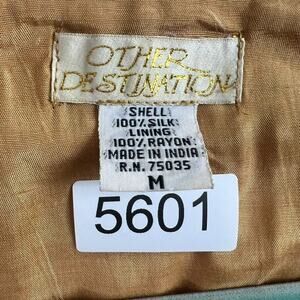 OTHER
DESTINATION
SHELL
100% SILK
LINING
100% RAYON
MADE IN INDIA
R.N. 75035
M
5601